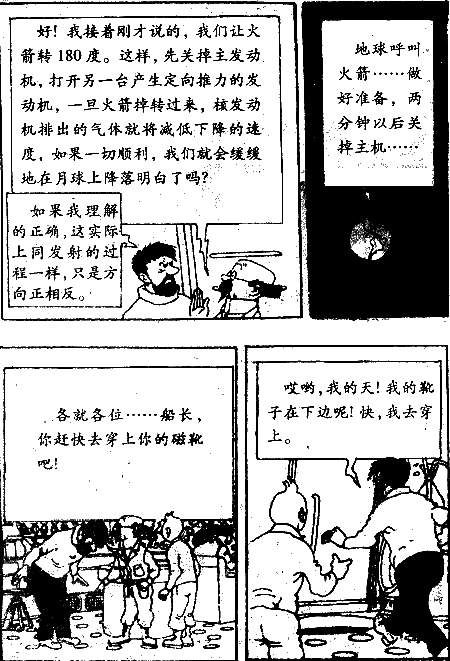 好！我接着刚才说的，我们让火
箭转180度。这样，先关掉主发动
机，打开另一台产生定向推力的发
动机，一旦火箭掉转过来，核发动
机排出的气体就将减低下降的速
度，如果一切顺利，我们就会缓缓
地在月球上降落明白了吗？
如果我理解
的正确，这实际
上同发射的过
程一样，只是方
向正相反。
地球呼叫
火箭……做
好准备，两
分钟以后关
掉主机……
各就各位……船长，
你赶快去穿上你的磁靴
吧！
哎哟，我的天！我的靴
子在下边呢！快，我去穿
上。